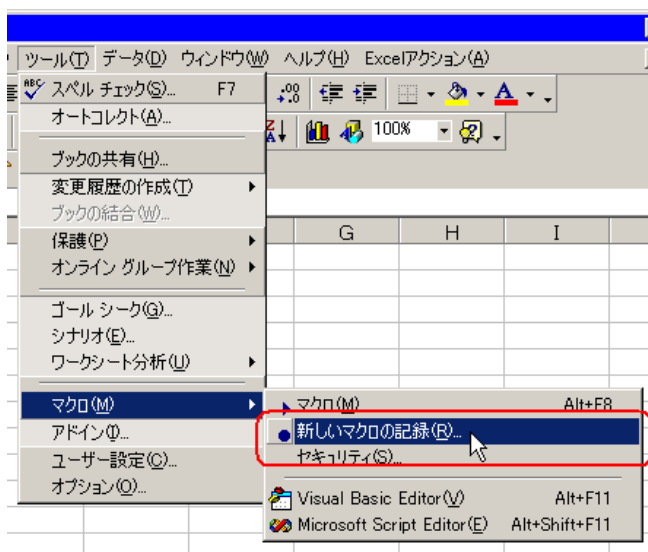 ツール(T) データ(D) ウィンドウ(W) ヘルプ(H) Excelアクション(A)
ABC スペル チェック(S)... F7
オートコレクト(A)...
100%
ブックの共有(H)...
変更履歴の作成(T)
ブックの結合(W)...
保護(P)
G H I
オンライン グループ作業(N)
ゴール シーク(G)...
シナリオ(E)...
ワークシート分析(U)
マクロ(M)
マクロ(M) Alt+F8
アドイン(I)...
新しいマクロの記録(R)...
ユーザー設定(C)...
セキュリティ(S)...
オプション(O)...
Visual Basic Editor(V) Alt+F11
Microsoft Script Editor(E) Alt+Shift+F11